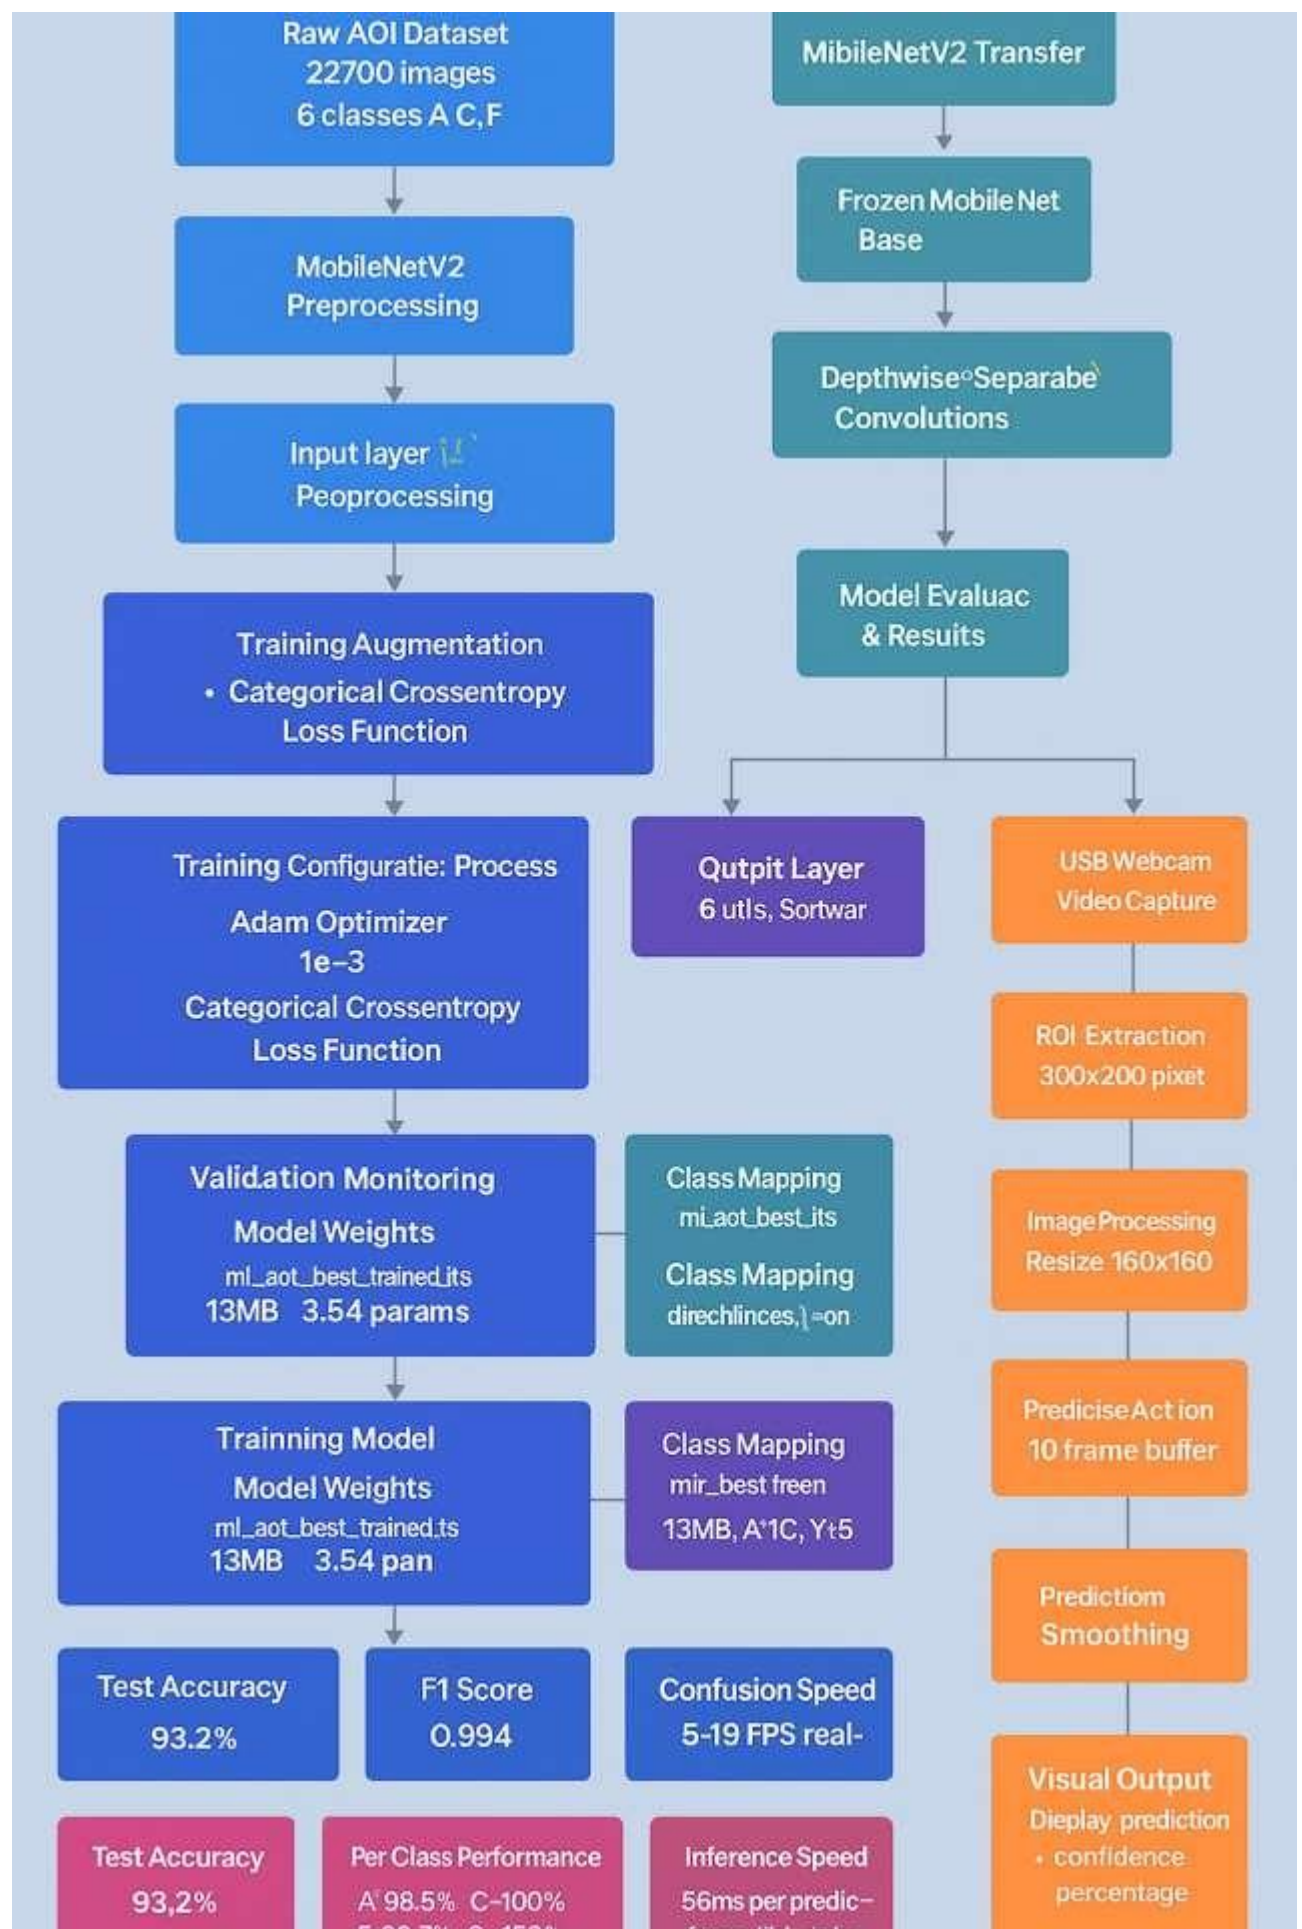 Raw AOI Dataset
22700 images
6 classes A C,F
MobileNetV2
Preprocessing
Input layer
Peoprocessing
Training Augmentation
• Categorical Crossentropy
Loss Function
Training Configuratie: Process
Adam Optimizer
1e–3
Categorical Crossentropy
Loss Function
Validation Monitoring
Model Weights
ml_aot_best_trained_its
13MB 3.54 params
Class Mapping
mi_aot_best_its
Class Mapping
Trainning Model
Model Weights
ml_aot_best_trained.ts
13MB 3.54 pan
Class Mapping
mir_best freen
13MB, A*1C, Y+5
Test Accuracy
93.2%
F1 Score
0.994
Confusion Speed
5-19 FPS real-
Test Accuracy
93,2%
Per Class Performance
A 98.5% C–100%
Inference Speed
56ms per predic–
MibileNetV2 Transfer
Frozen Mobile Net
Base
Depthwise◦Separabe
Convolutions
Model Evaluac
& Resuits
Qutpit Layer
6 utls, Sortwar
USB Webcam
Video Capture
ROI Extraction
300x200 pixet
Image Processing
Resize 160x160
Predicise Act ion
10 frame buffer
Predictiom
Smoothing
Visual Output
Dieplay prediction
• confidence
percentage